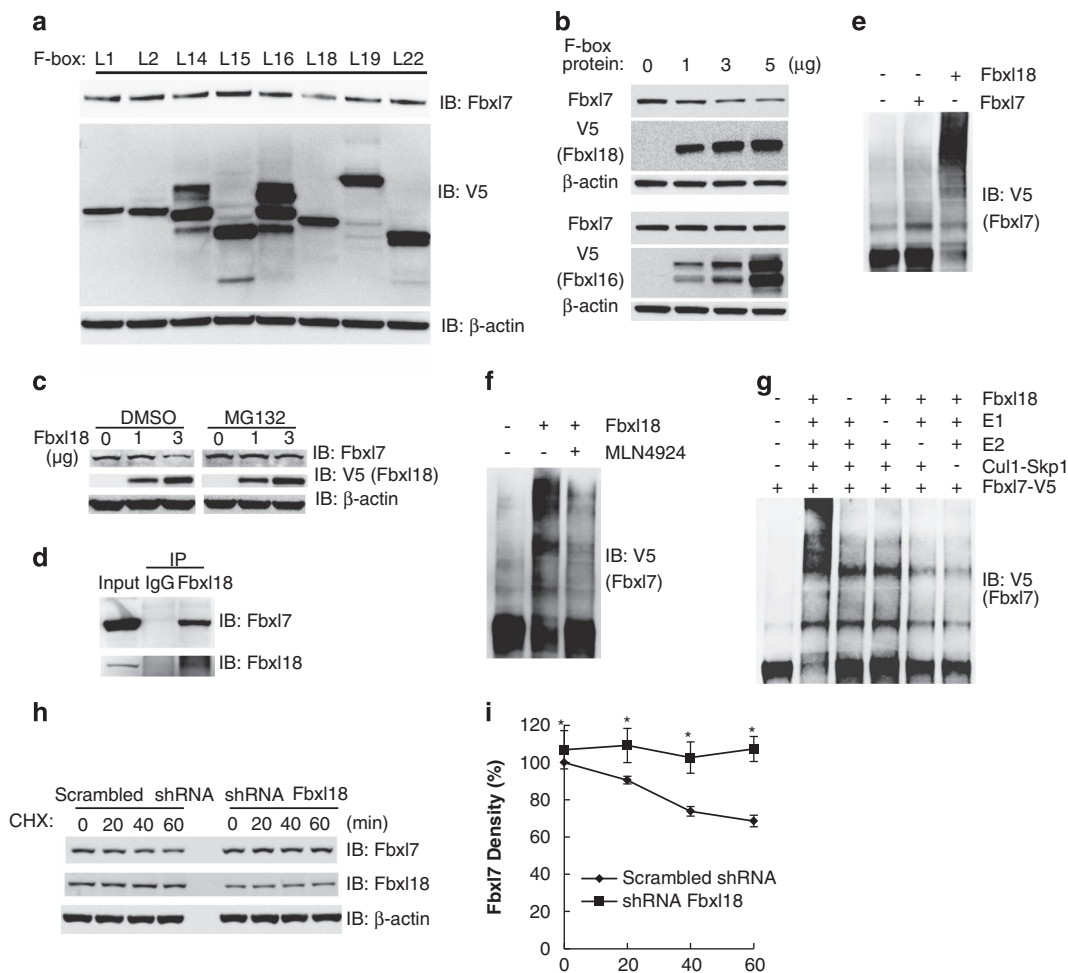 a
F-box: L1 L2 L14 L15 L16 L18 L19 L22
IB: Fbxl7
IB: V5
IB: β-actin
b
F-box
protein: 0 1 3 5 (μg)
Fbxl7
V5
(Fbxl18)
β-actin
Fbxl7
V5
(Fbxl16)
β-actin
e
- - + Fbxl18
- + - Fbxl7
IB: V5
(Fbxl7)
c
DMSO MG132
Fbxl18 0 1 3 0 1 3
(μg)
IB: Fbxl7
IB: V5 (Fbxl18)
IB: β-actin
d
IP
Input IgG Fbxl18
IB: Fbxl7
IB: Fbxl18
f
- + + Fbxl18
- - + MLN4924
IB: V5
(Fbxl7)
g
- + - + + + Fbxl18
- + + - + + E1
- + + + - + E2
- + + + + - Cul1-Skp1
+ + + + + + Fbxl7-V5
IB: V5
(Fbxl7)
h
Scrambled shRNA shRNA Fbxl18
CHX: 0 20 40 60 0 20 40 60 (min)
IB: Fbxl7
IB: Fbxl18
IB: β-actin
i
Fbxl7 Density (%)
120
100
80
60
40
20
0
* * * *
Scrambled shRNA
shRNA Fbxl18
0 20 40 60